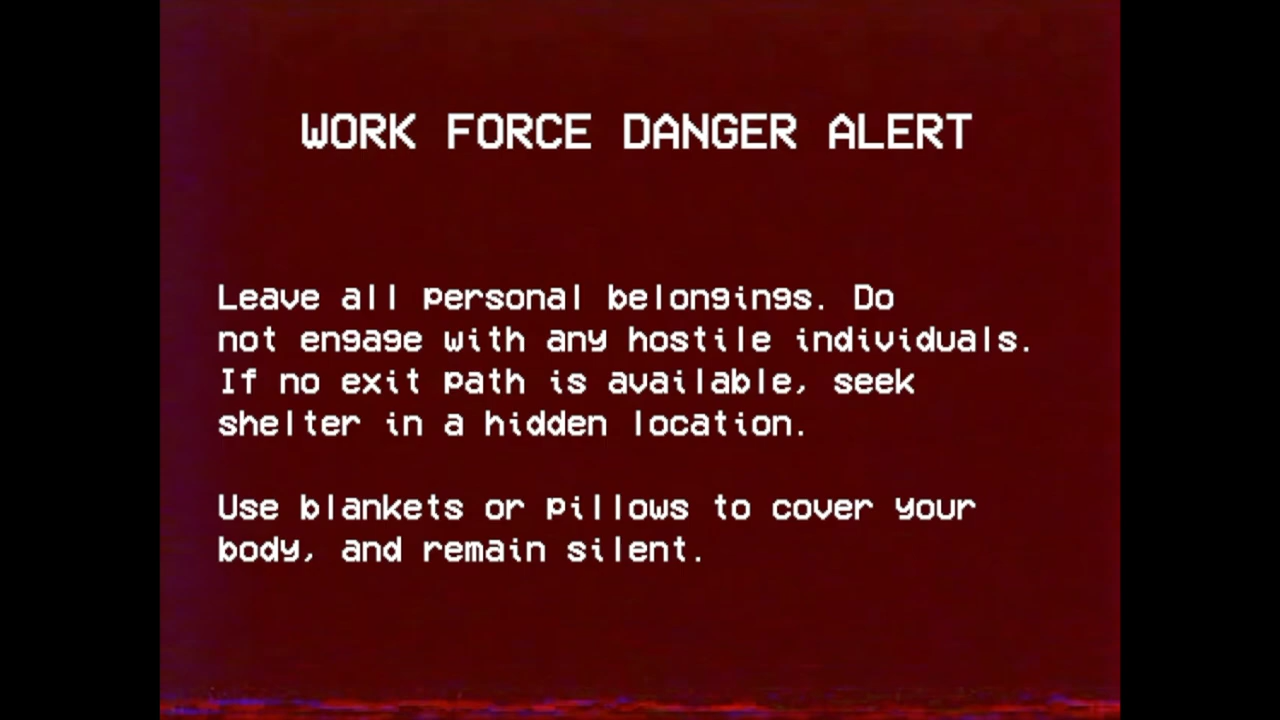 WORK FORCE DANGER ALERT
Leave all personal belongings. Do
not engage with any hostile individuals.
If no exit path is available, seek
shelter in a hidden location.
Use blankets or pillows to cover your
body, and remain silent.